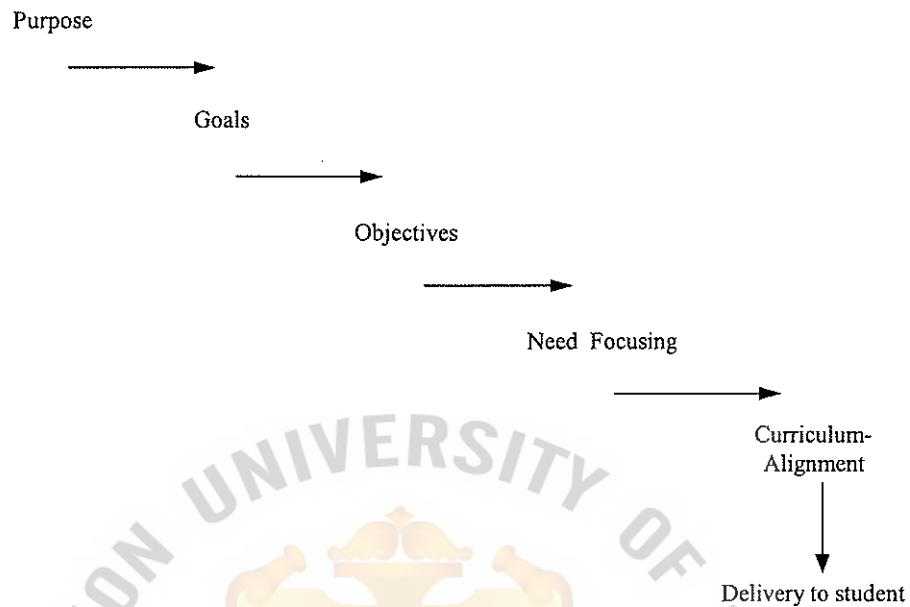 Purpose
Goals
Objectives
Need Focusing
Curriculum-
Alignment
Delivery to student
UNIVERSITY OF